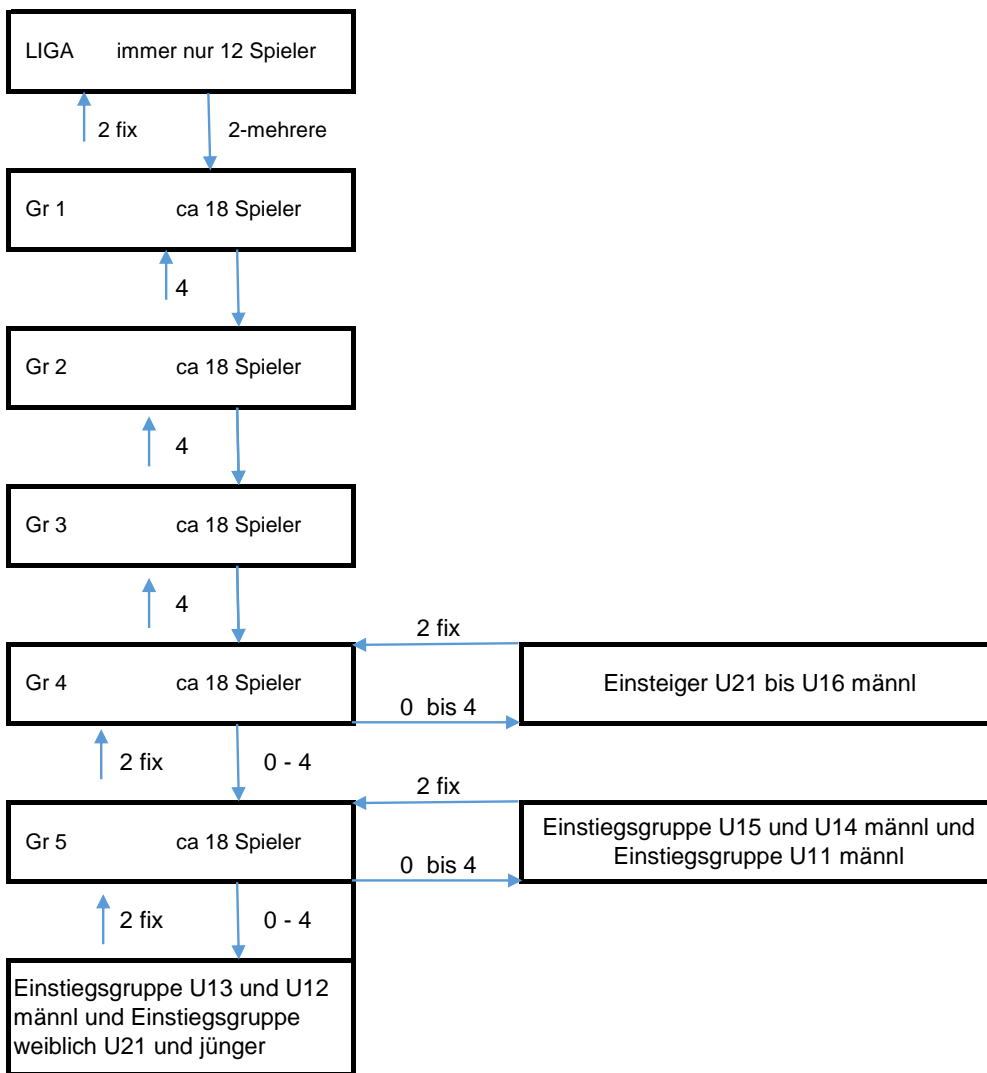 LIGA immer nur 12 Spieler
2 fix 2-mehrere
Gr 1 ca 18 Spieler
4
Gr 2 ca 18 Spieler
4
Gr 3 ca 18 Spieler
4
2 fix
Gr 4 ca 18 Spieler
Einsteiger U21 bis U16 männl
0 bis 4
2 fix 0 - 4
2 fix
Gr 5 ca 18 Spieler
Einstiegsgruppe U15 und U14 männl und
Einstiegsgruppe U11 männl
0 bis 4
2 fix 0 - 4
Einstiegsgruppe U13 und U12
männl und Einstiegsgruppe
weiblich U21 und jünger